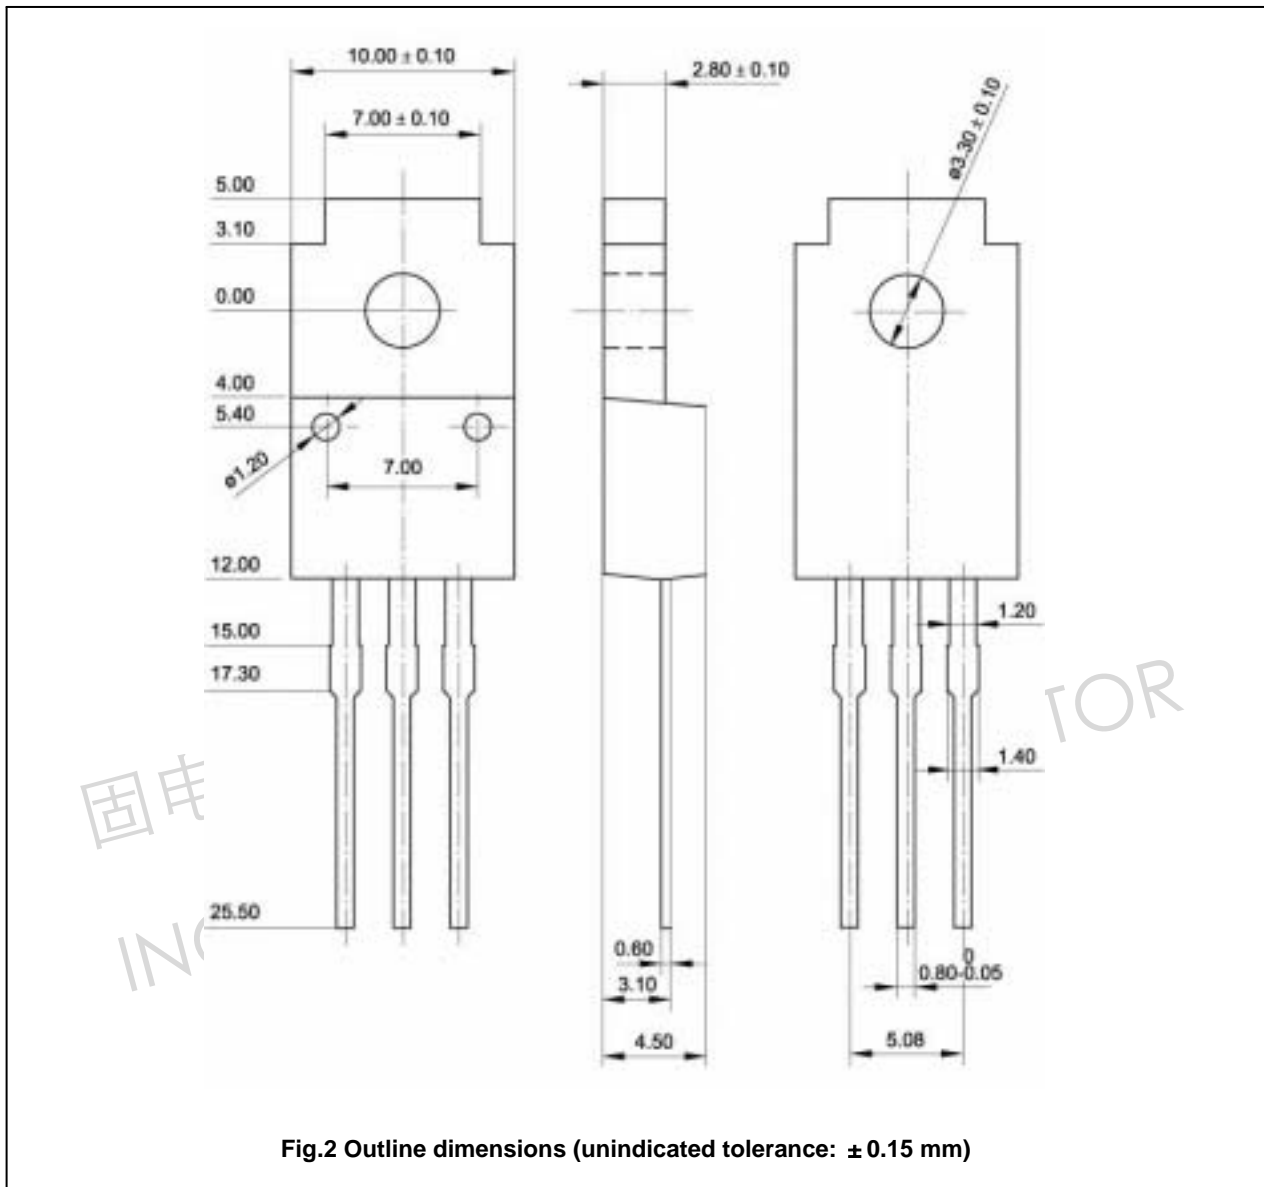 10.00 ± 0.10
2.80 ± 0.10
7.00 ± 0.10
ø3.30 ± 0.10
5.00
3.10
0.00
4.00
5.40
ø1.20
7.00
12.00
15.00
1.20
17.30
TOR
1.40
固电
25.50
INC
0.60
0
0.80-0.05
3.10
4.50
5.08
Fig.2 Outline dimensions (unindicated tolerance: ±0.15 mm)